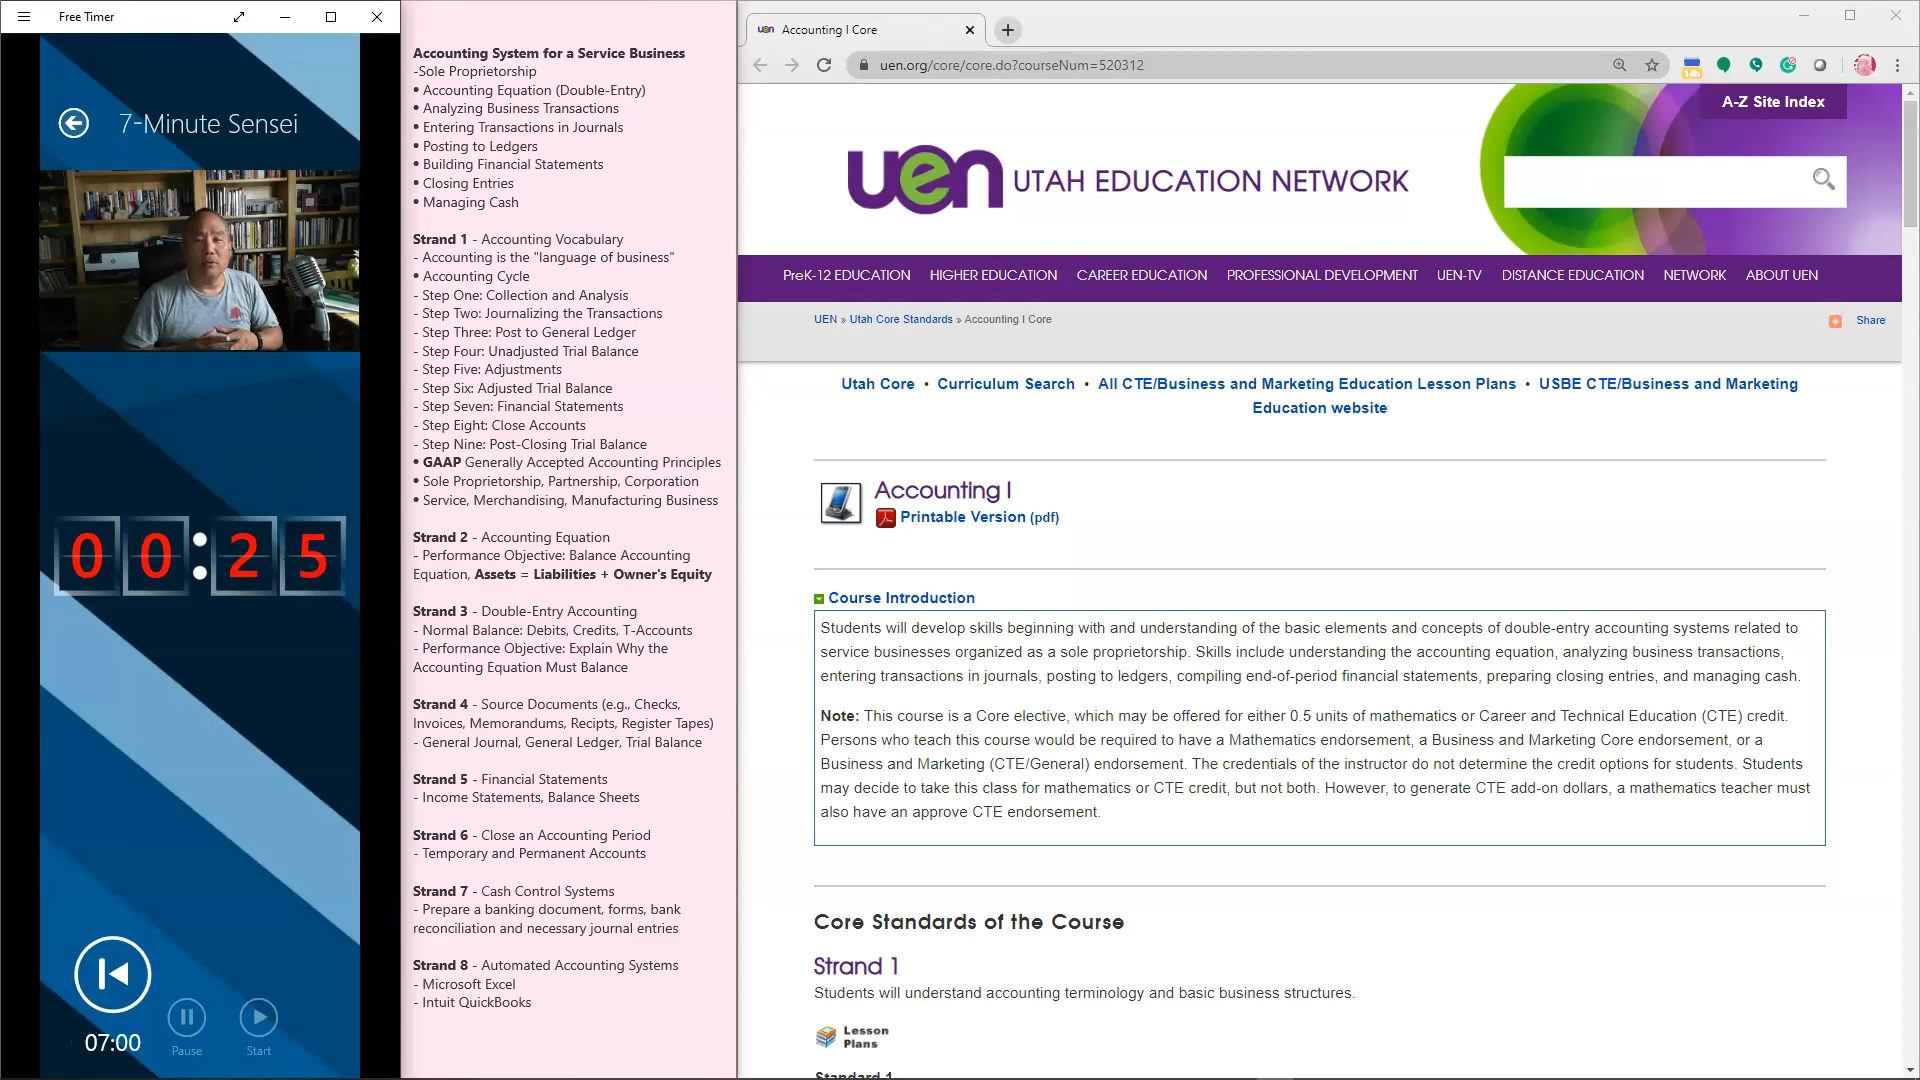 Free Timer
7-Minute Sensei
00:25
07:00
Pause
Start
Accounting System for a Service Business
-Sole Proprietorship
• Accounting Equation (Double-Entry)
• Analyzing Business Transactions
• Entering Transactions in Journals
• Posting to Ledgers
• Building Financial Statements
• Closing Entries
• Managing Cash
Strand 1 - Accounting Vocabulary
- Accounting is the "language of business"
• Accounting Cycle
- Step One: Collection and Analysis
- Step Two: Journalizing the Transactions
- Step Three: Post to General Ledger
- Step Four: Unadjusted Trial Balance
- Step Five: Adjustments
- Step Six: Adjusted Trial Balance
- Step Seven: Financial Statements
- Step Eight: Close Accounts
- Step Nine: Post-Closing Trial Balance
• GAAP Generally Accepted Accounting Principles
• Sole Proprietorship, Partnership, Corporation
• Service, Merchandising, Manufacturing Business
Strand 2 - Accounting Equation
- Performance Objective: Balance Accounting
Equation, Assets = Liabilities + Owner's Equity
Strand 3 - Double-Entry Accounting
- Normal Balance: Debits, Credits, T-Accounts
- Performance Objective: Explain Why the
Accounting Equation Must Balance
Strand 4 - Source Documents (e.g., Checks,
Invoices, Memorandums, Recipts, Register Tapes)
- General Journal, General Ledger, Trial Balance
Strand 5 - Financial Statements
- Income Statements, Balance Sheets
Strand 6 - Close an Accounting Period
- Temporary and Permanent Accounts
Strand 7 - Cash Control Systems
- Prepare a banking document, forms, bank
reconciliation and necessary journal entries
Strand 8 - Automated Accounting Systems
- Microsoft Excel
- Intuit QuickBooks
uen Accounting I Core
uen.org/core/core.do?courseNum=520312
A-Z Site Index
uen UTAH EDUCATION NETWORK
PreK-12 EDUCATION HIGHER EDUCATION CAREER EDUCATION PROFESSIONAL DEVELOPMENT UEN-TV DISTANCE EDUCATION NETWORK ABOUT UEN
UEN » Utah Core Standards » Accounting I Core
Share
Utah Core • Curriculum Search • All CTE/Business and Marketing Education Lesson Plans • USBE CTE/Business and Marketing
Education website
Accounting I
Printable Version (pdf)
Course Introduction
Students will develop skills beginning with and understanding of the basic elements and concepts of double-entry accounting systems related to
service businesses organized as a sole proprietorship. Skills include understanding the accounting equation, analyzing business transactions,
entering transactions in journals, posting to ledgers, compiling end-of-period financial statements, preparing closing entries, and managing cash.
Note: This course is a Core elective, which may be offered for either 0.5 units of mathematics or Career and Technical Education (CTE) credit.
Persons who teach this course would be required to have a Mathematics endorsement, a Business and Marketing Core endorsement, or a
Business and Marketing (CTE/General) endorsement. The credentials of the instructor do not determine the credit options for students. Students
may decide to take this class for mathematics or CTE credit, but not both. However, to generate CTE add-on dollars, a mathematics teacher must
also have an approve CTE endorsement.
Core Standards of the Course
Strand 1
Students will understand accounting terminology and basic business structures.
Lesson
Plans
Standard 1